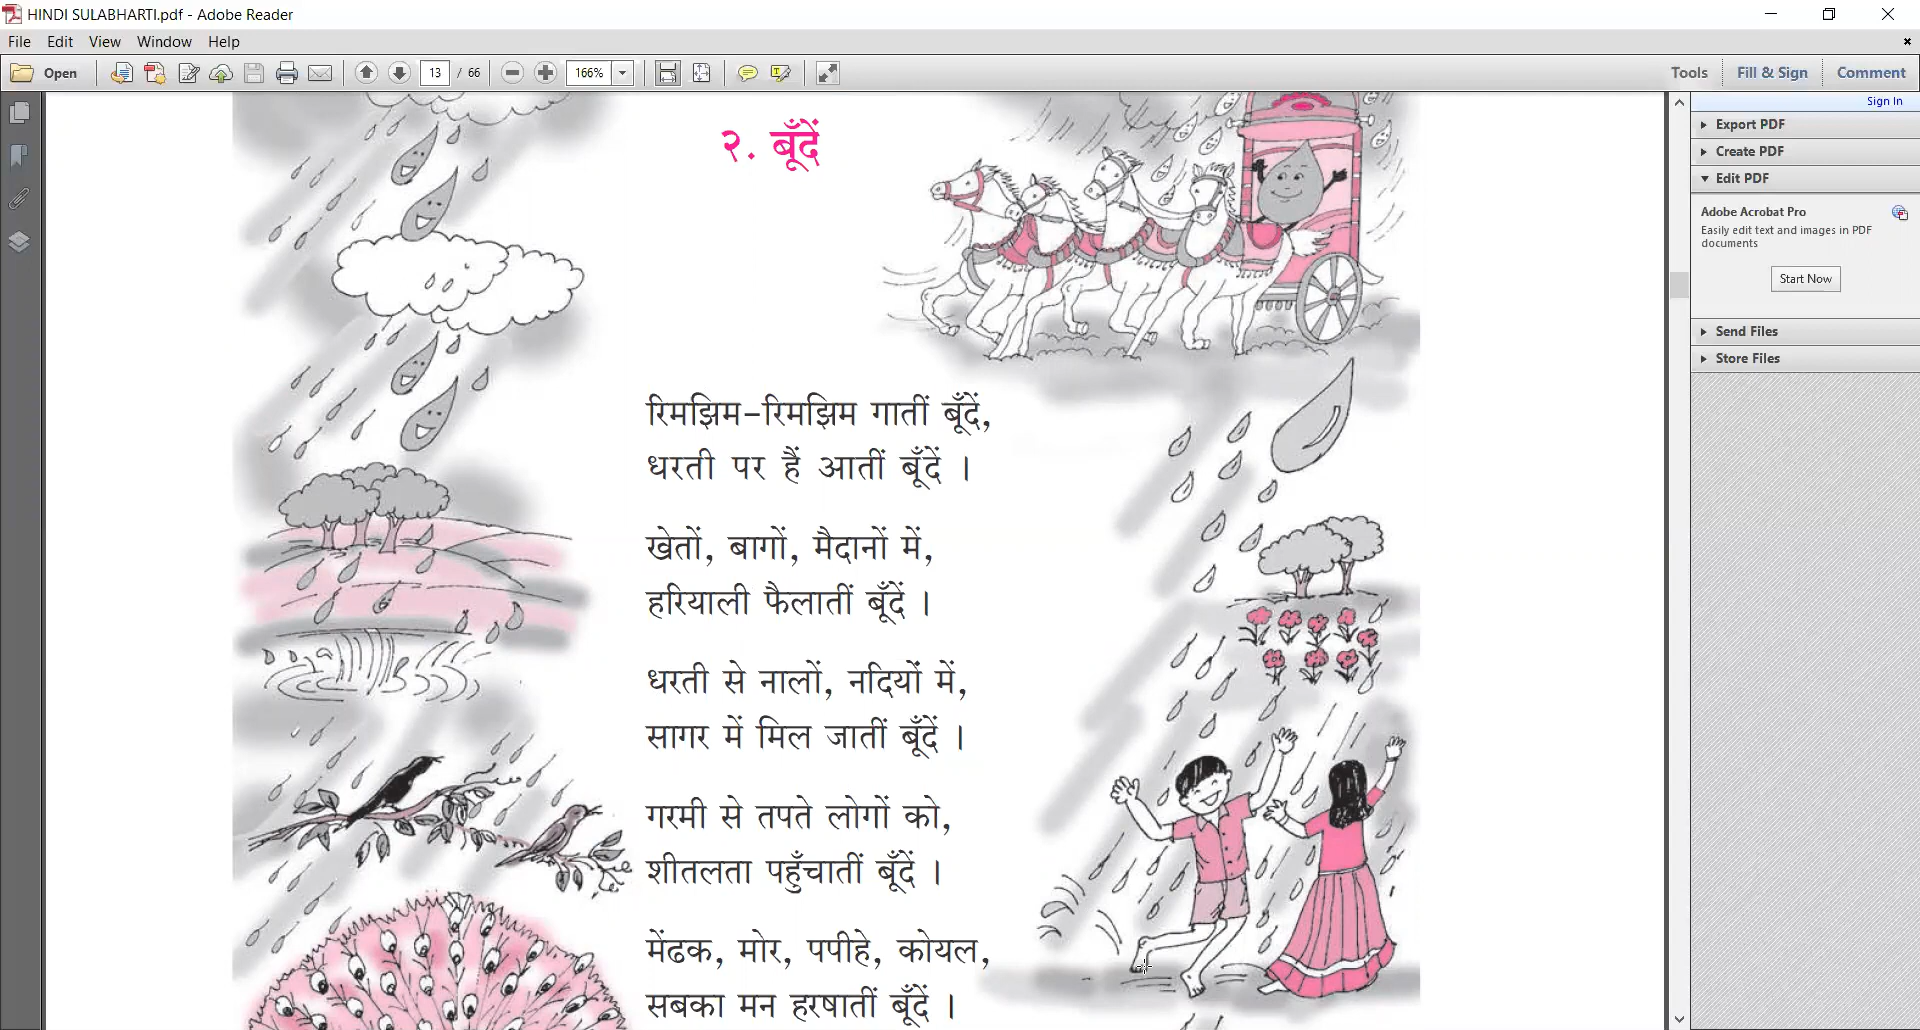 HINDI SULABHARTI.pdf - Adobe Reader
File Edit View Window Help
Open 13 / 66 166% Tools Fill & Sign Comment
Sign In
Export PDF
Create PDF
Edit PDF
Adobe Acrobat Pro
Easily edit text and images in PDF
documents
Start Now
Send Files
Store Files
२. बूँदें
रिमझिम-रिमझिम गातीं बूँदें,
धरती पर हैं आतीं बूँदें ।
खेतों, बागों, मैदानों में,
हरियाली फैलातीं बूँदें ।
धरती से नालों, नदियों में,
सागर में मिल जातीं बूँदें ।
गरमी से तपते लोगों को,
शीतलता पहुँचातीं बूँदें ।
मेंढक, मोर, पपीहे, कोयल,
सबका मन हरषातीं बूँदें ।